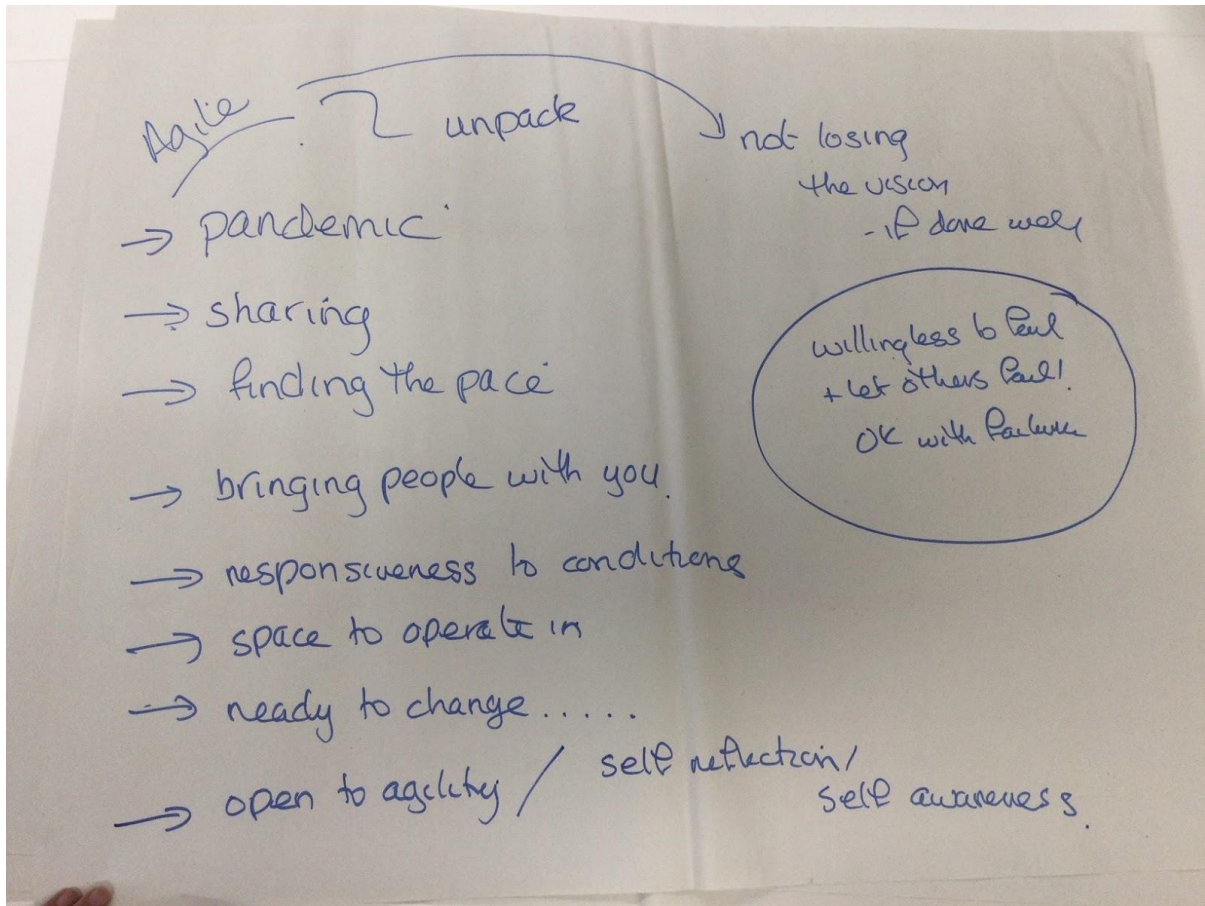 Agile
unpack
not losing
the vision
- if done well
→ pandemic
→ sharing
→ finding the pace
→ bringing people with you.
→ responsiveness to conditions
→ space to operate in
→ ready to change.....
→ open to agility / self reflection/
self awareness.
willingless to fail
+ let others fail!
OK with failure